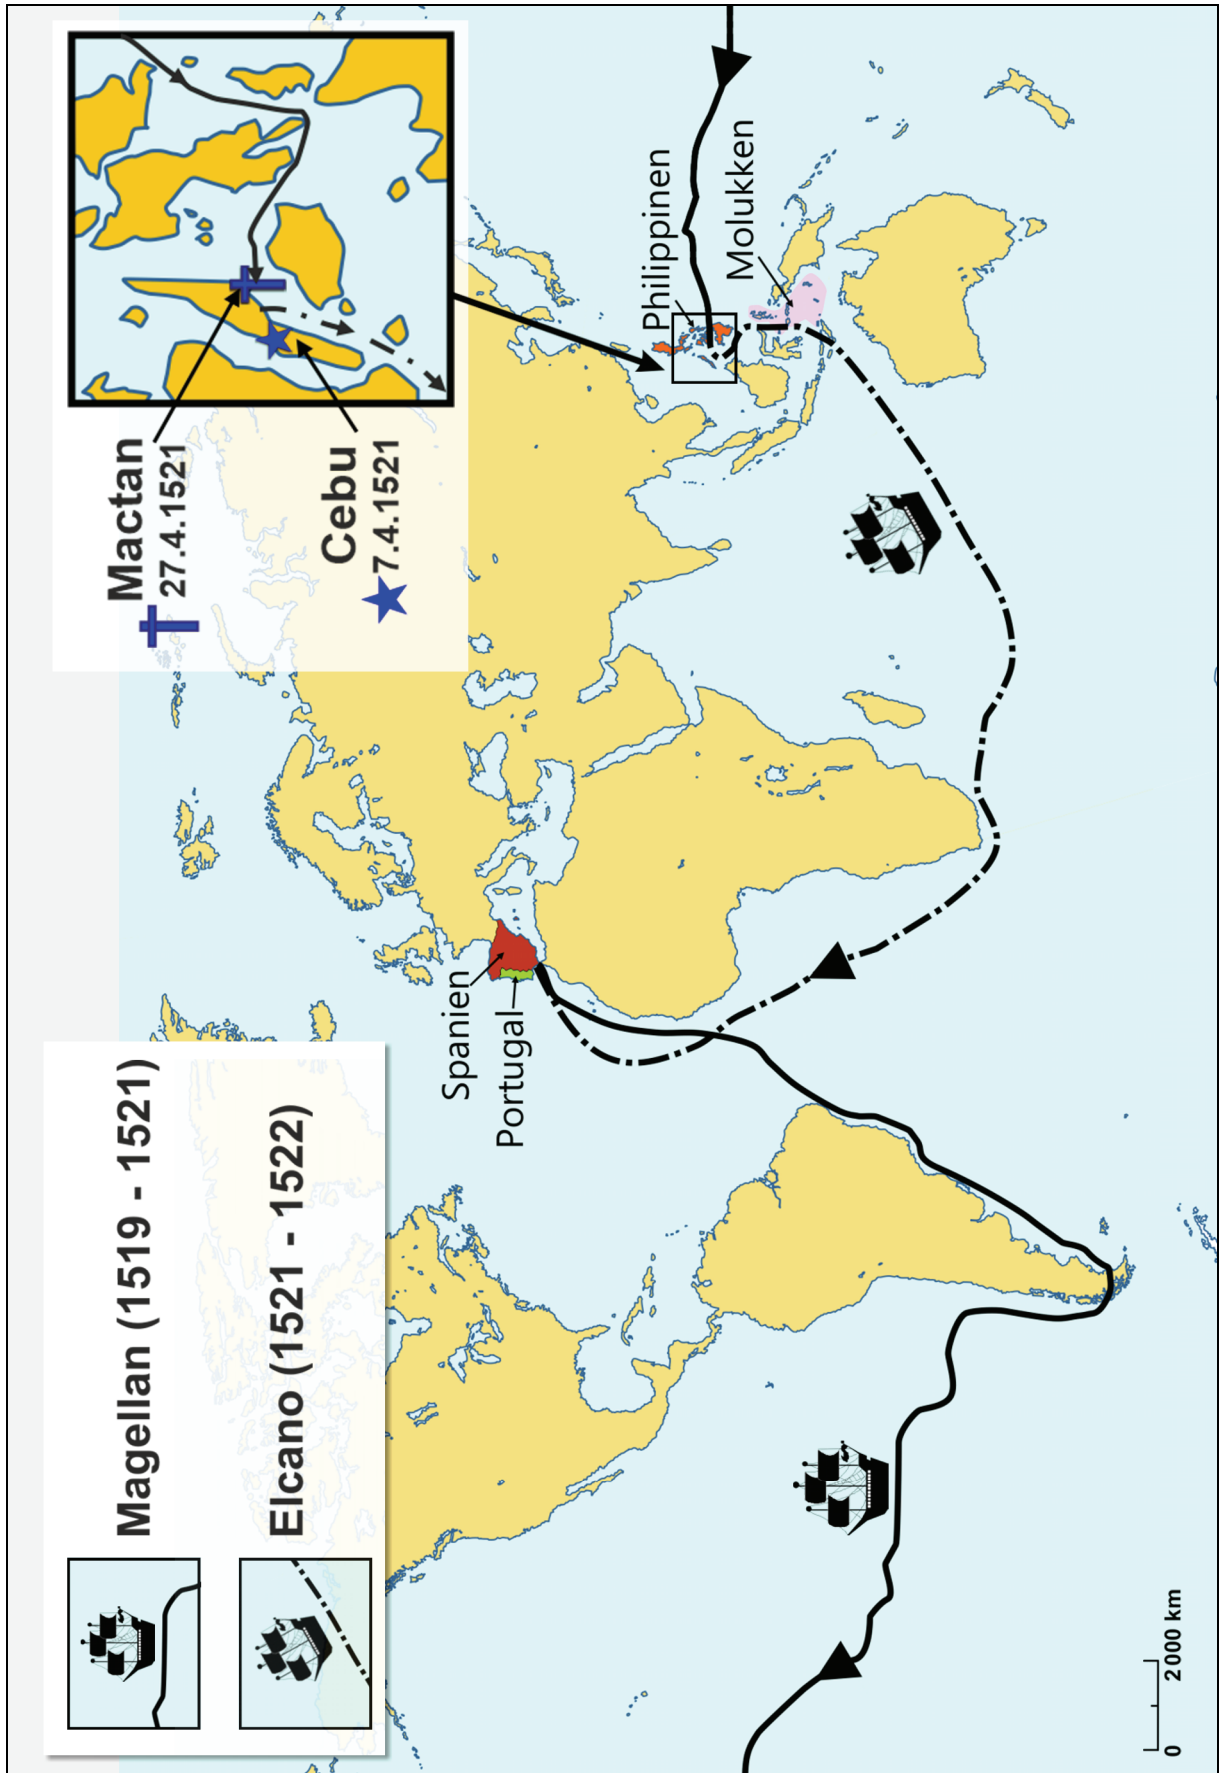 Magellan (1519 - 1521)
Elcano (1521 - 1522)
Mactan
27.4.1521
Cebu
7.4.1521
Spanien
Portugal
Philippinen
Molukken
0 2000 km